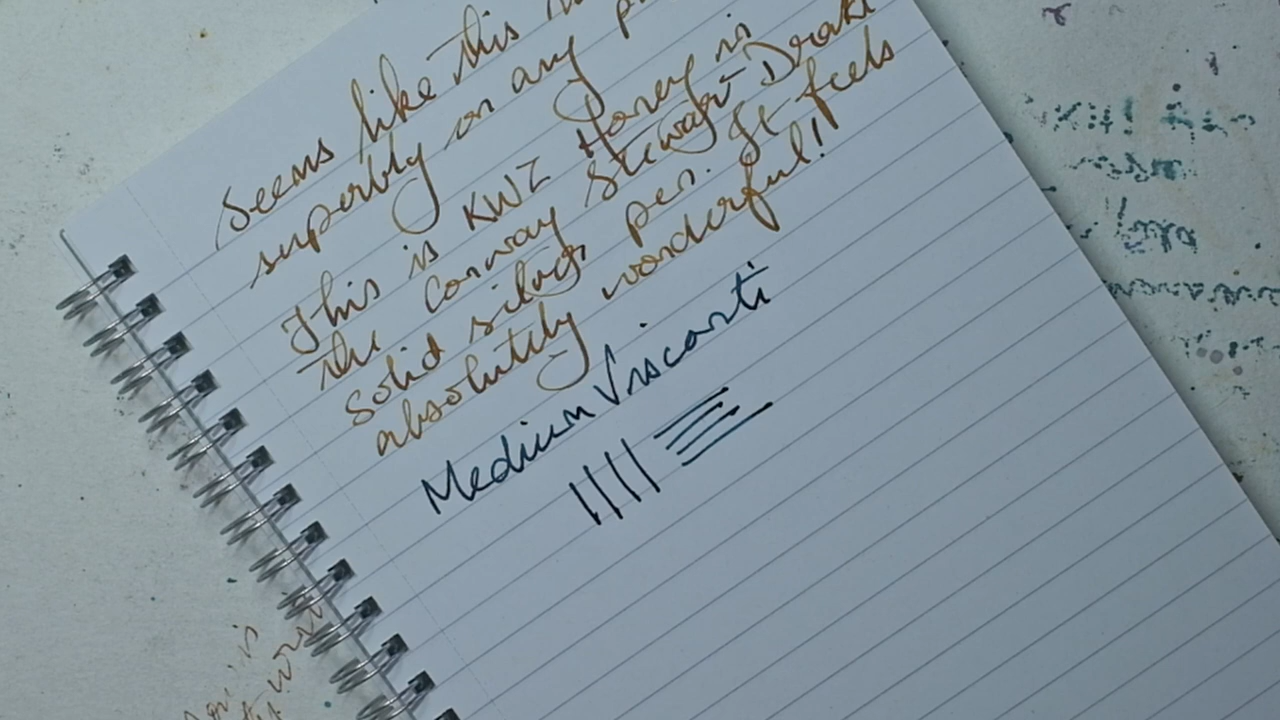 Seems like this
superbly on any
This is KWZ Honey in
the Conway Stewart Drake
Solid silver pen. It feels
absolutely wonderful!
Medium Visconti